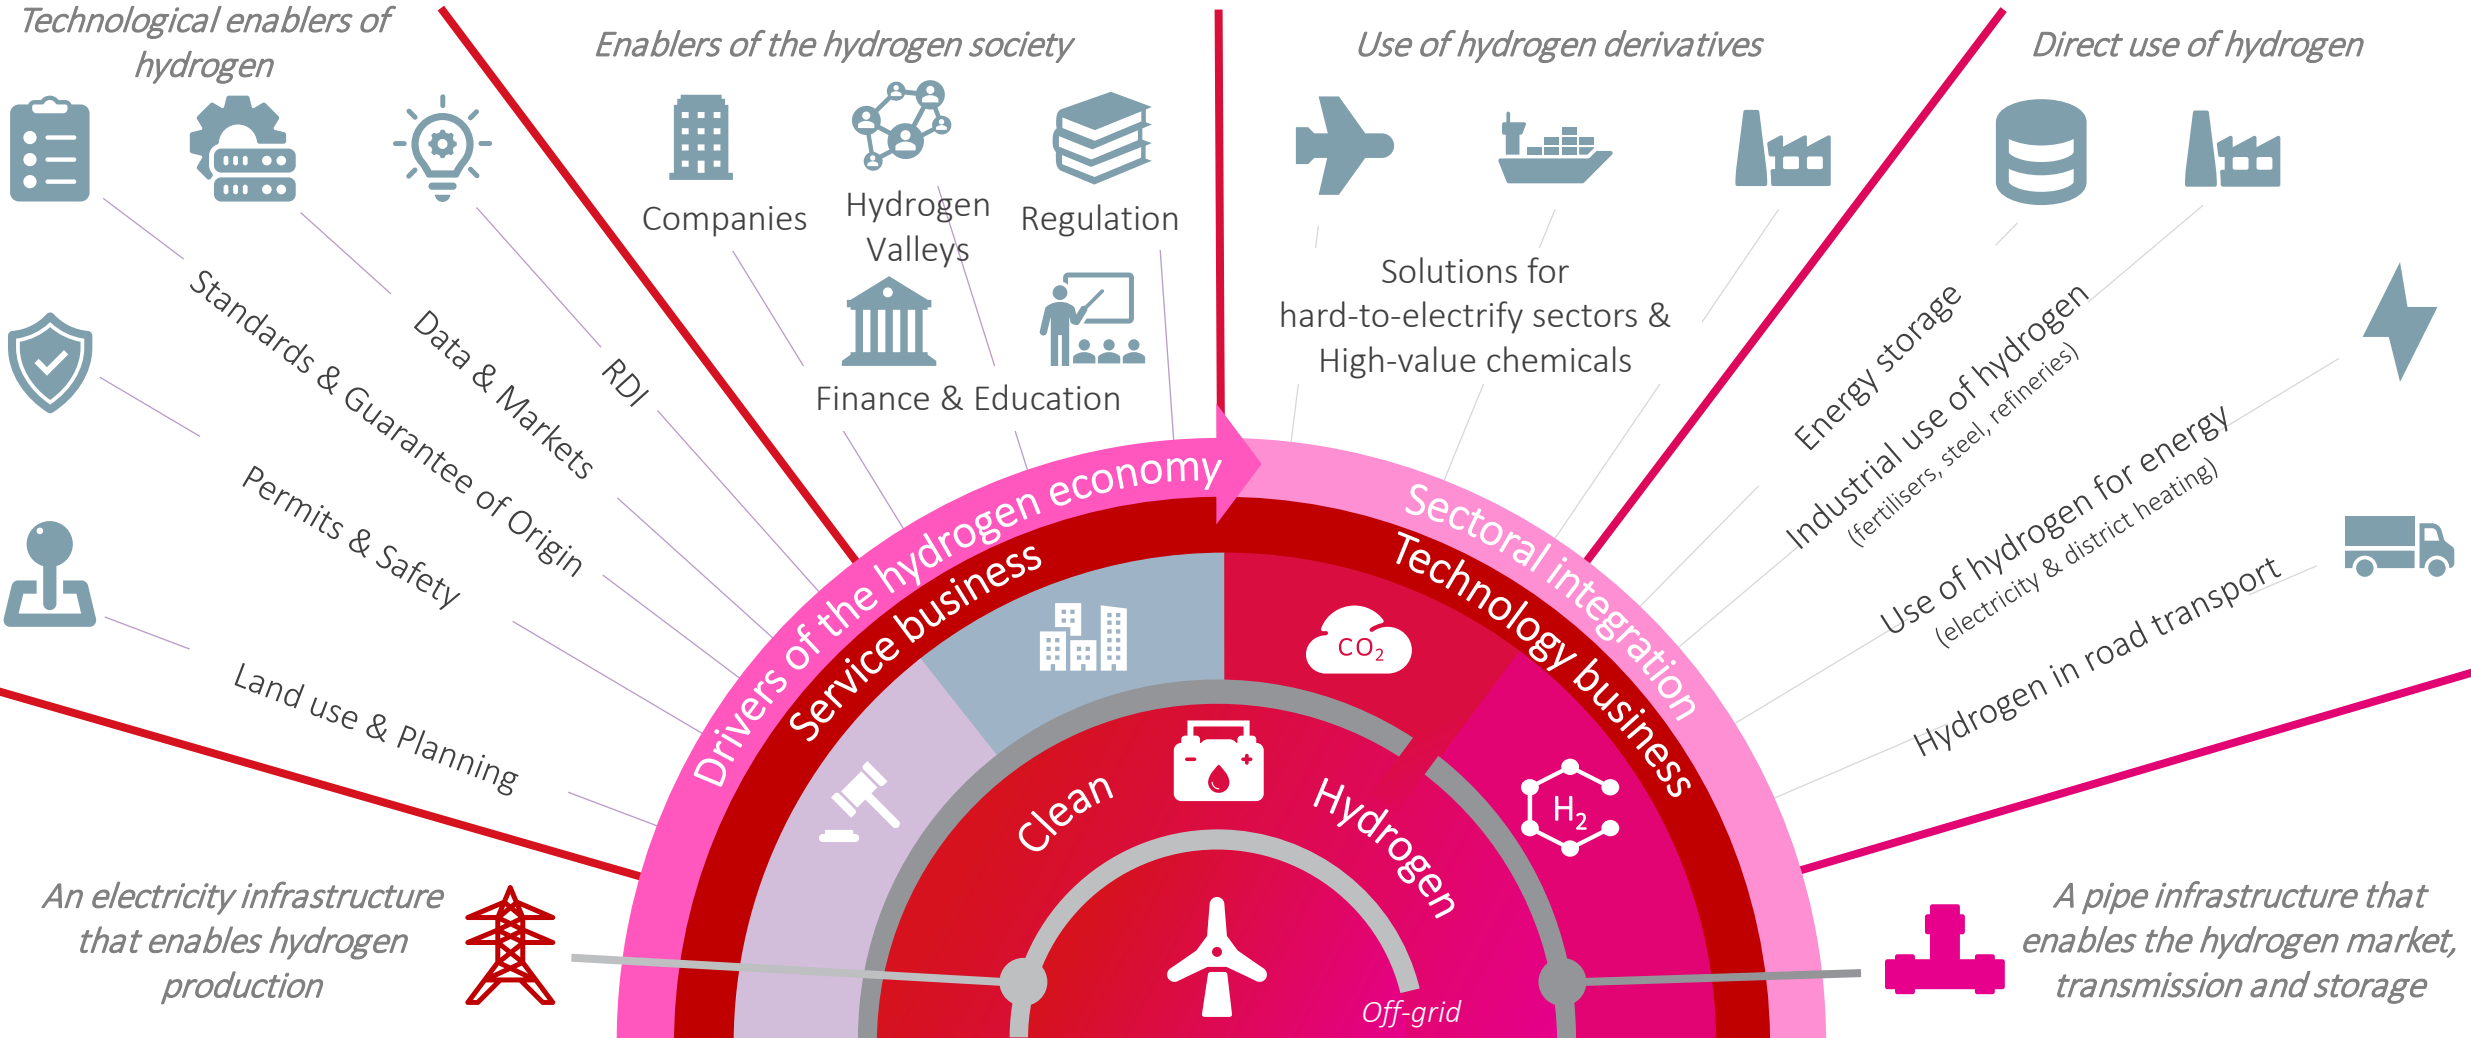 Technological enablers of
hydrogen
Enablers of the hydrogen society
Use of hydrogen derivatives
Direct use of hydrogen
Companies
Hydrogen
Valleys
Regulation
Finance & Education
Solutions for
hard-to-electrify sectors &
High-value chemicals
Standards & Guarantee of Origin
Data & Markets
RDI
Permits & Safety
Land use & Planning
Energy storage
Industrial use of hydrogen
(fertilisers, steel, refineries)
Use of hydrogen for energy
(electricity & district heating)
Hydrogen in road transport
Drivers of the hydrogen economy
Sectoral integration
Service business
Technology business
CO2
H2
Clean
Hydrogen
Off-grid
An electricity infrastructure
that enables hydrogen
production
A pipe infrastructure that
enables the hydrogen market,
transmission and storage